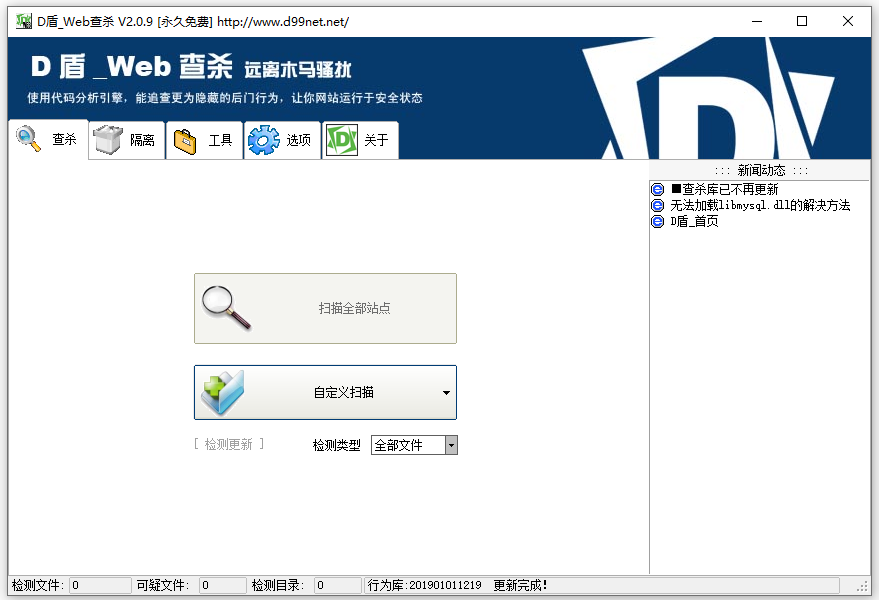 D盾_Web查杀 V2.0.9 [永久免费] http://www.d99net.net/
D 盾 _Web 查杀 远离木马骚扰
使用代码分析引擎，能追查更为隐藏的后门行为，让你网站运行于安全状态
查杀 隔离 工具 选项 关于
::: 新闻动态 :::
■查杀库已不再更新
无法加载libmysql.dll的解决方法
D盾_首页
扫描全部站点
自定义扫描
[ 检测更新 ] 检测类型 全部文件
检测文件: 0 可疑文件: 0 检测目录: 0 行为库:201901011219 更新完成!